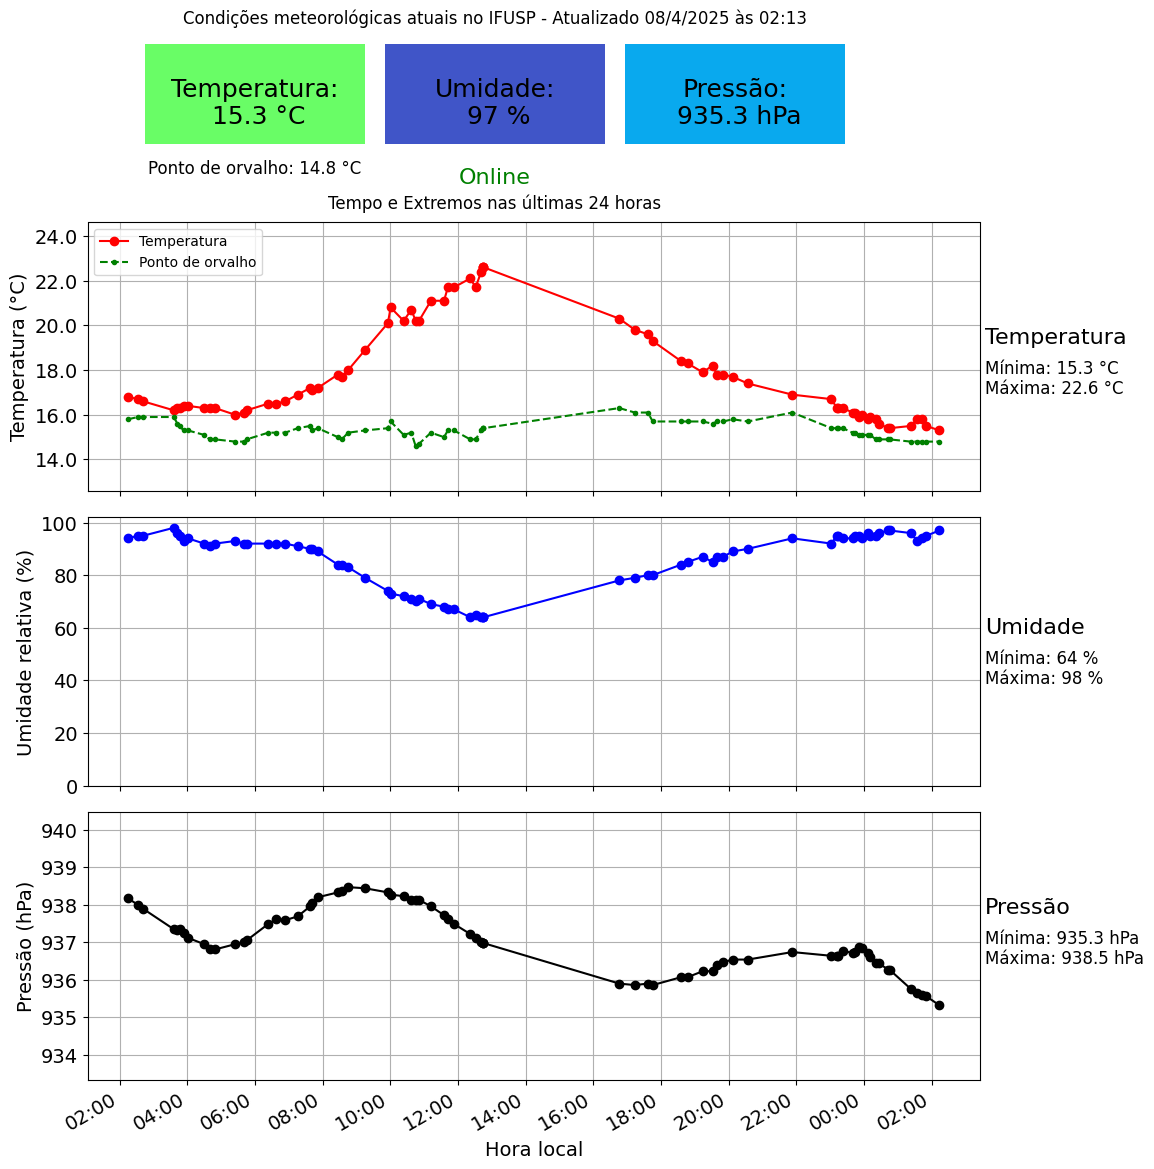 Condições meteorológicas atuais no IFUSP - Atualizado 08/4/2025 às 02:13
Temperatura:
15.3 °C
Umidade:
97 %
Pressão:
935.3 hPa
Ponto de orvalho: 14.8 °C
Online
Tempo e Extremos nas últimas 24 horas
Temperatura
Ponto de orvalho
Temperatura (°C)
24.0
22.0
20.0
18.0
16.0
14.0
Temperatura
Mínima: 15.3 °C
Máxima: 22.6 °C
Umidade relativa (%)
100
80
60
40
20
0
Umidade
Mínima: 64 %
Máxima: 98 %
Pressão (hPa)
940
939
938
937
936
935
934
Pressão
Mínima: 935.3 hPa
Máxima: 938.5 hPa
02:00 04:00 06:00 08:00 10:00 12:00 14:00 16:00 18:00 20:00 22:00 00:00 02:00
Hora local